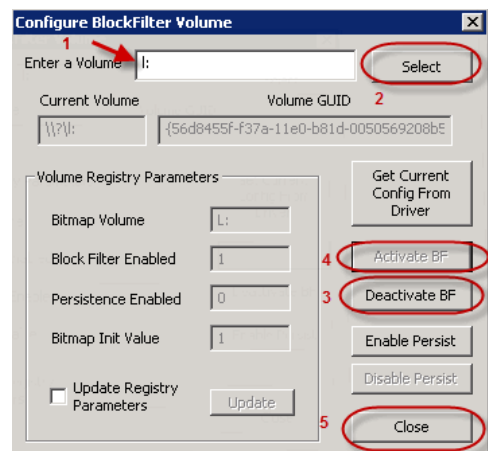 Configure BlockFilter Volume
1
Enter a Volume l:
Select
2
Current Volume Volume GUID
\\?\l: {56d8455f-f37a-11e0-b81d-0050569208b5
Volume Registry Parameters
Get Current Config From Driver
Bitmap Volume L:
Block Filter Enabled 1
4 Activate BF
Persistence Enabled 0
3 Deactivate BF
Bitmap Init Value 1
Enable Persist
Update Registry Parameters
Update
Disable Persist
5 Close